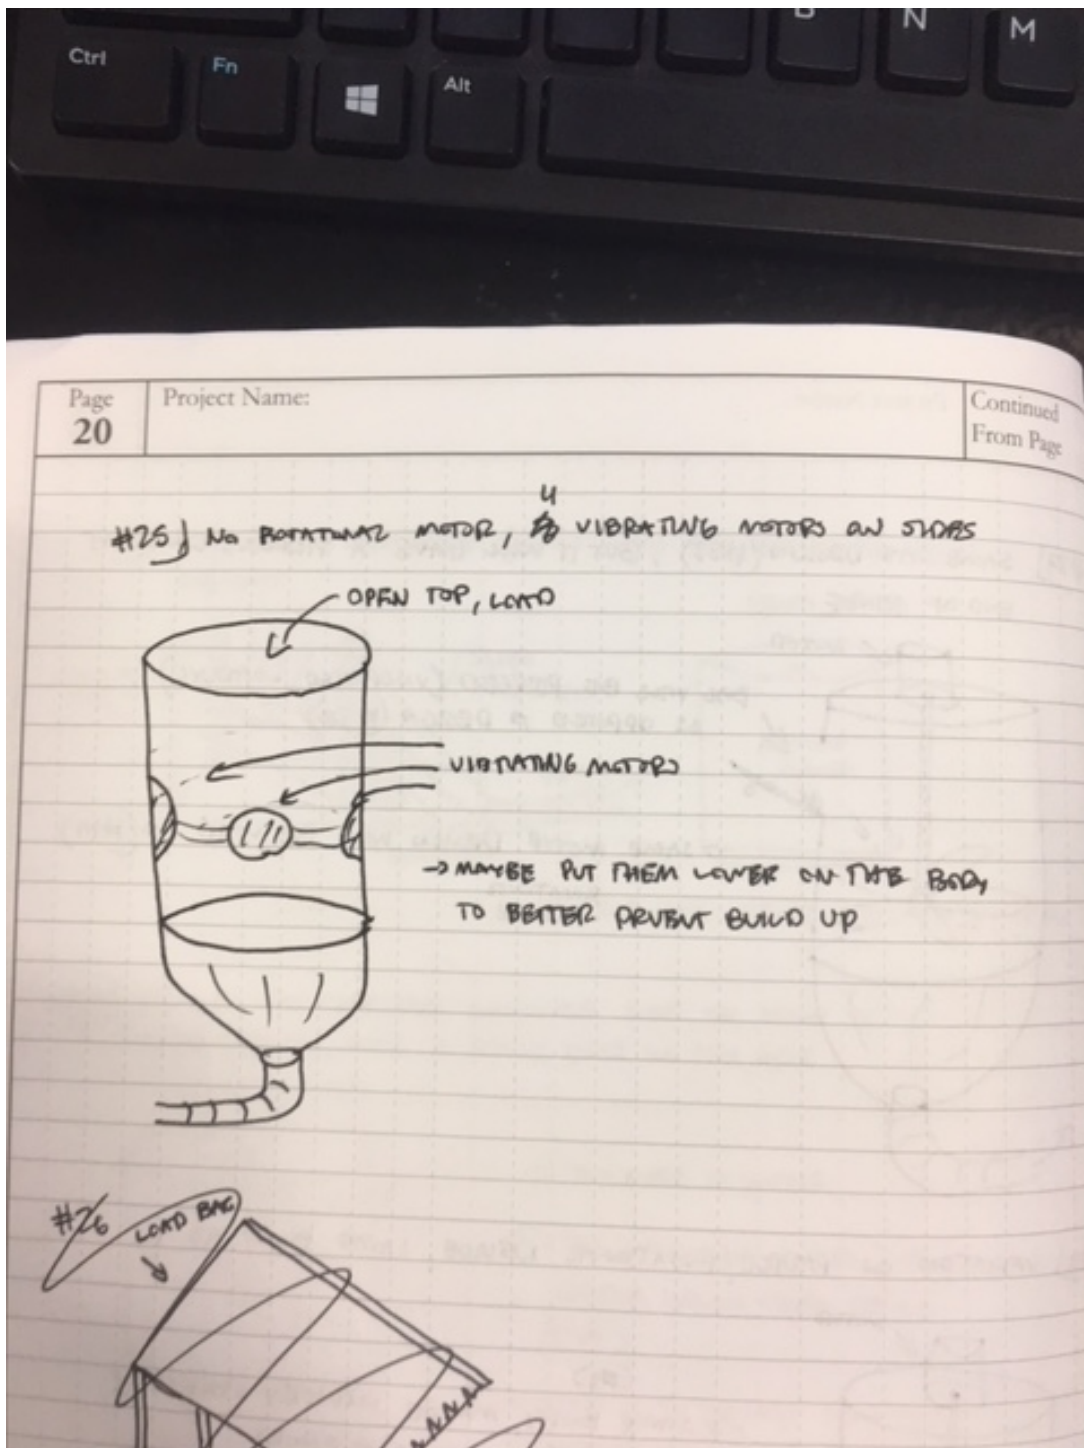 B N M
Ctrl Fn Alt
Page
20
Project Name:
Continued
From Page
4
#25) NO ROTATIONAL MOTOR, VIBRATING MOTORS ON SIDES
OPEN TOP, LOAD
VIBRATING MOTORS
→ MAYBE PUT THEM LOWER ON THE BODY
TO BETTER PREVENT BUILD UP
#26 LOAD BAG